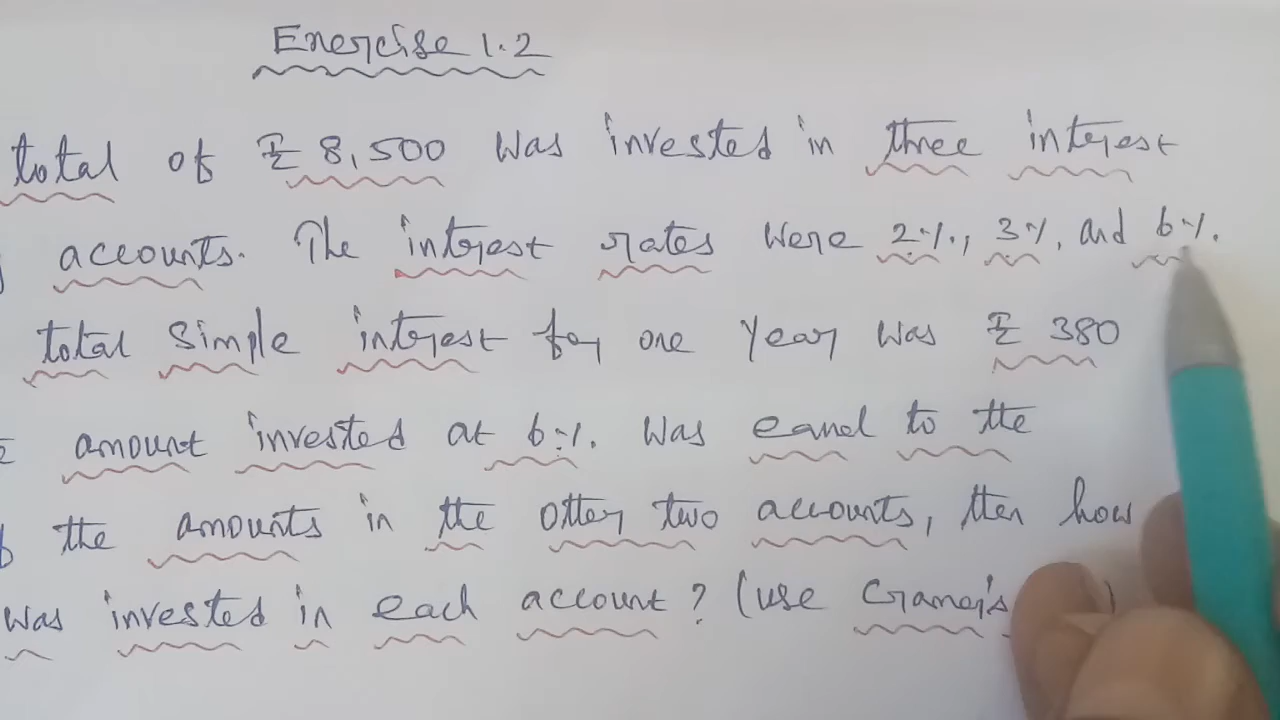 Exercise 1.2
total of ₹ 8,500 was invested in three interest
accounts. The interest rates were 2%, 3%, and 6%.
total simple interest for one year was ₹ 380
amount invested at 6%. was equal to the
the amounts in the other two accounts, then how
was invested in each account? (use Cramer's )